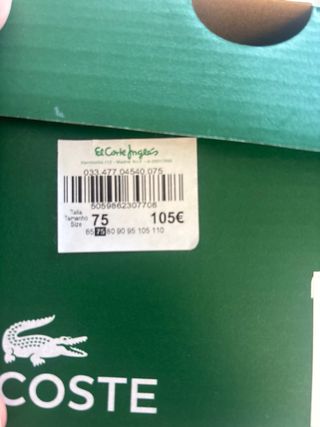 El Corte Inglés
033.477.04540.075
5059862307708
Talla
Tamanho
Size
75
105€
65 75 80 90 95 105 110
COSTE